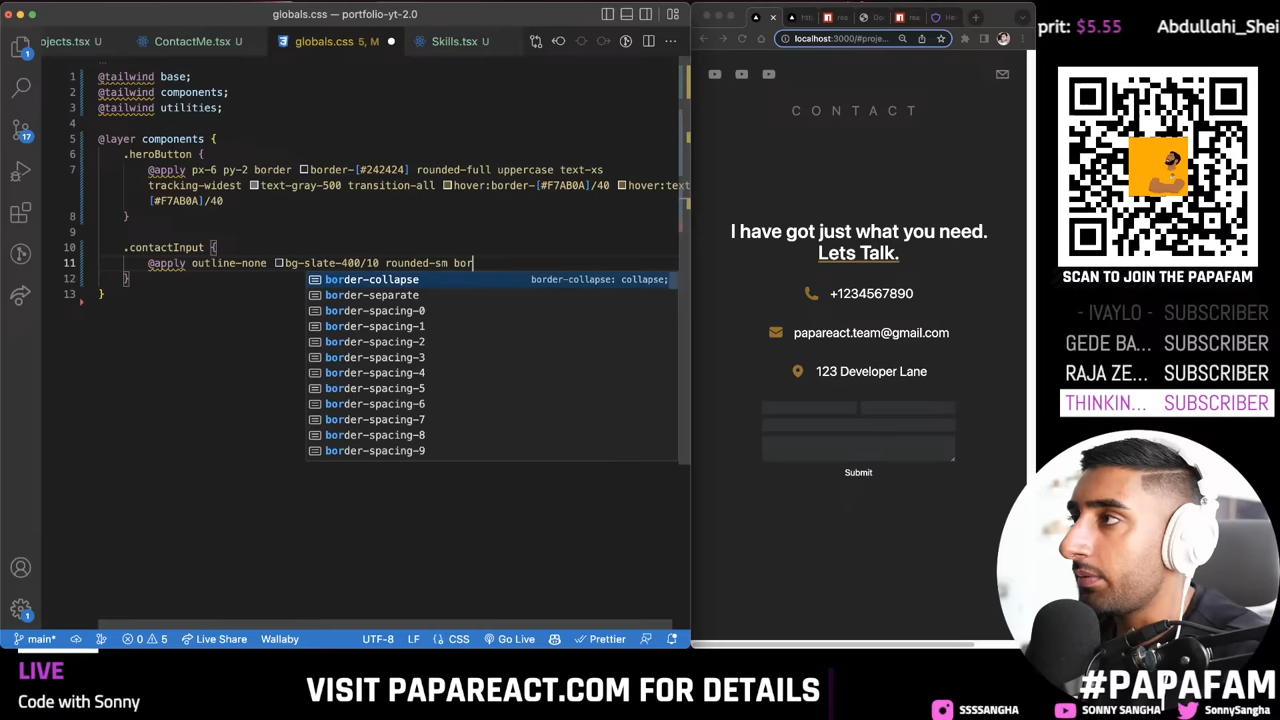 globals.css — portfolio-yt-2.0
ojects.tsx U
ContactMe.tsx U
globals.css 5, M
Skills.tsx U
1 @tailwind base;
2 @tailwind components;
3 @tailwind utilities;
4
5 @layer components {
6 .heroButton {
7 @apply px-6 py-2 border border-[#242424] rounded-full uppercase text-xs
tracking-widest text-gray-500 transition-all hover:border-[#F7AB0A]/40 hover:text
[#F7AB0A]/40
8 }
9
10 .contactInput {
11 @apply outline-none bg-slate-400/10 rounded-sm bor
12 }
13 }
border-collapse border-collapse: collapse;
border-separate
border-spacing-0
border-spacing-1
border-spacing-2
border-spacing-3
border-spacing-4
border-spacing-5
border-spacing-6
border-spacing-7
border-spacing-8
border-spacing-9
1
17
1
main* 0 5 Live Share Wallaby UTF-8 LF CSS Go Live Prettier
localhost:3000/#proje
CONTACT
I have got just what you need.
Lets Talk.
+1234567890
papareact.team@gmail.com
123 Developer Lane
Submit
prit: $5.55 Abdullahi_Shei
SCAN TO JOIN THE PAPAFAM
- IVAYLO - SUBSCRIBER
GEDE BA... SUBSCRIBER
RAJA ZE... SUBSCRIBER
THINKIN... SUBSCRIBER
LIVE
Code with Sonny
VISIT PAPAREACT.COM FOR DETAILS
#PAPAFAM
SSSSANGHA
SONNY SANGHA
SonnySangha